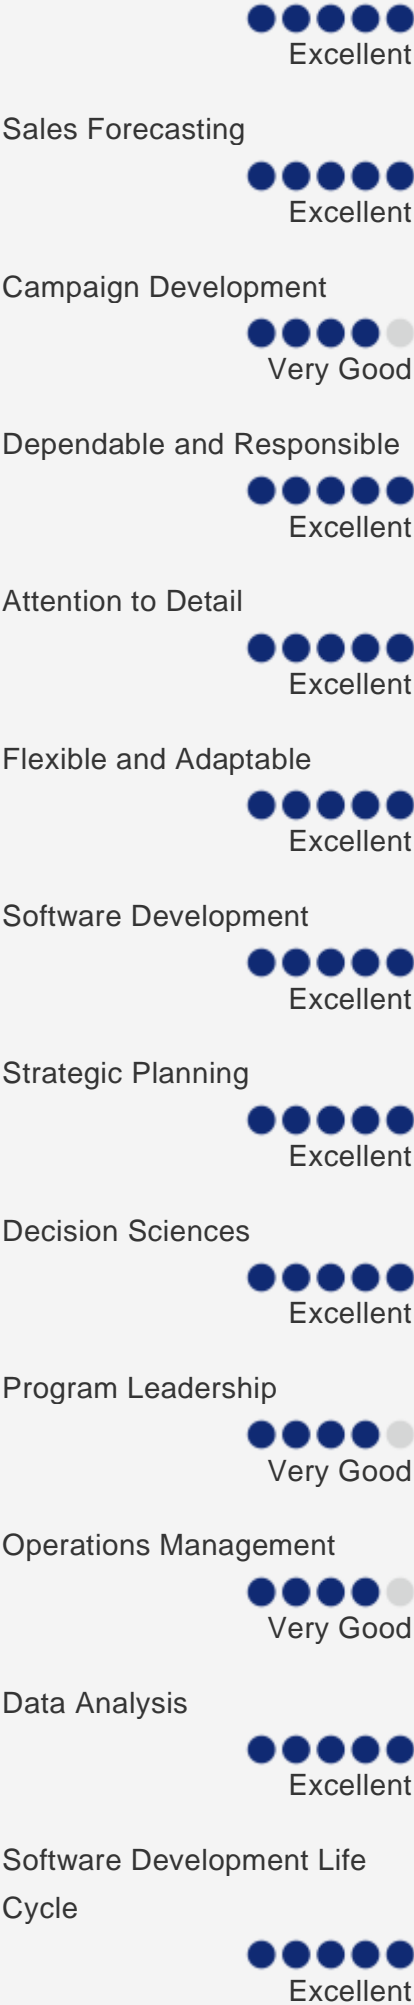 Excellent
Sales Forecasting
Excellent
Campaign Development
Very Good
Dependable and Responsible
Excellent
Attention to Detail
Excellent
Flexible and Adaptable
Excellent
Software Development
Excellent
Strategic Planning
Excellent
Decision Sciences
Excellent
Program Leadership
Very Good
Operations Management
Very Good
Data Analysis
Excellent
Software Development Life
Cycle
Excellent